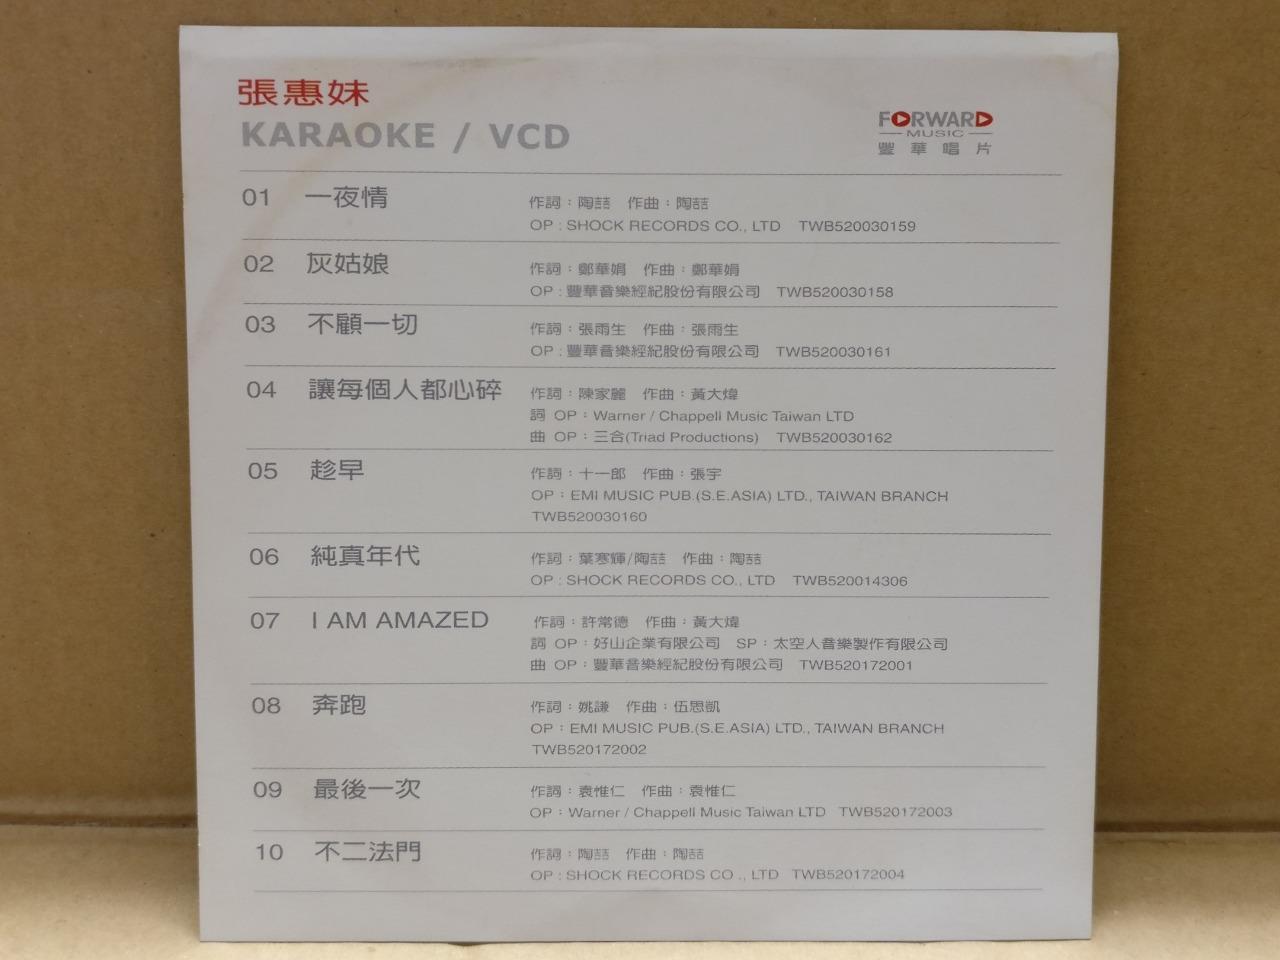 張惠妹
KARAOKE / VCD
FORWARD
MUSIC
豐華唱片
01 一夜情 作詞：陶喆 作曲：陶喆
OP : SHOCK RECORDS CO., LTD TWB520030159
02 灰姑娘 作詞：鄭華娟 作曲：鄭華娟
OP : 豐華音樂經紀股份有限公司 TWB520030158
03 不顧一切 作詞：張雨生 作曲：張雨生
OP : 豐華音樂經紀股份有限公司 TWB520030161
04 讓每個人都心碎 作詞：陳家麗 作曲：黃大煒
詞 OP：Warner / Chappell Music Taiwan LTD
曲 OP：三合(Triad Productions) TWB520030162
05 趁早 作詞：十一郎 作曲：張宇
OP：EMI MUSIC PUB.(S.E.ASIA) LTD., TAIWAN BRANCH
TWB520030160
06 純真年代 作詞：葉寒輝/陶喆 作曲：陶喆
OP : SHOCK RECORDS CO., LTD TWB520014306
07 I AM AMAZED 作詞：許常德 作曲：黃大煒
詞 OP：好山企業有限公司 SP：太空人音樂製作有限公司
曲 OP：豐華音樂經紀股份有限公司 TWB520172001
08 奔跑 作詞：姚謙 作曲：伍思凱
OP：EMI MUSIC PUB.(S.E.ASIA) LTD., TAIWAN BRANCH
TWB520172002
09 最後一次 作詞：袁惟仁 作曲：袁惟仁
OP：Warner / Chappell Music Taiwan LTD TWB520172003
10 不二法門 作詞：陶喆 作曲：陶喆
OP : SHOCK RECORDS CO ., LTD TWB520172004